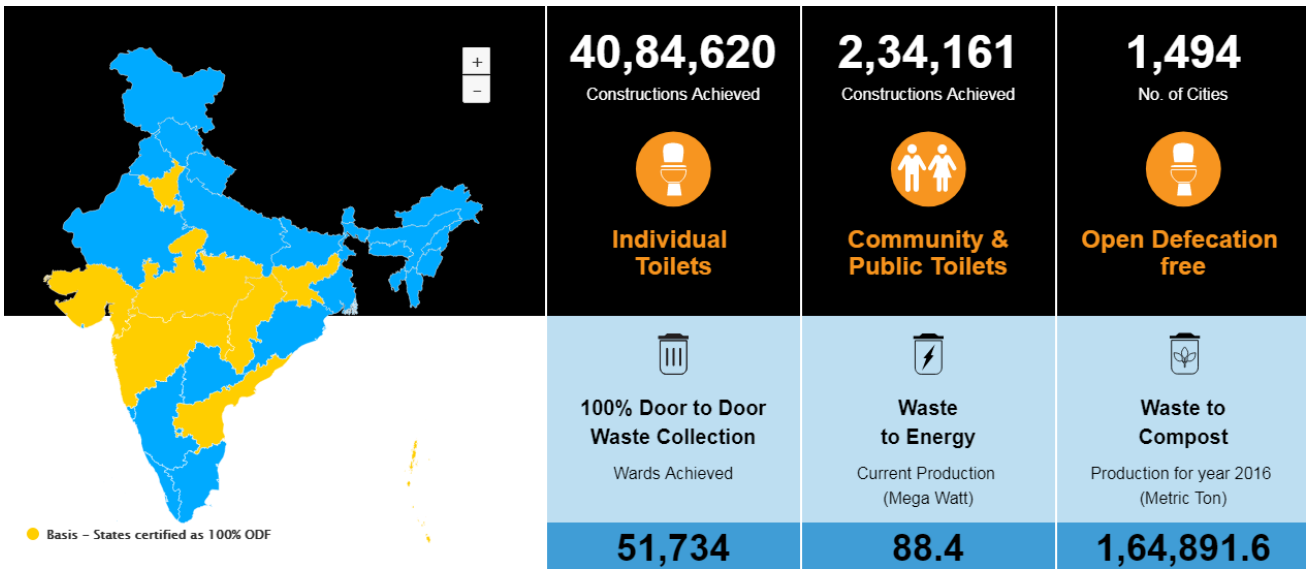 +
−
Basis – States certified as 100% ODF
40,84,620
Constructions Achieved
Individual
Toilets
2,34,161
Constructions Achieved
Community &
Public Toilets
1,494
No. of Cities
Open Defecation
free
100% Door to Door
Waste Collection
Wards Achieved
51,734
Waste
to Energy
Current Production
(Mega Watt)
88.4
Waste to
Compost
Production for year 2016
(Metric Ton)
1,64,891.6